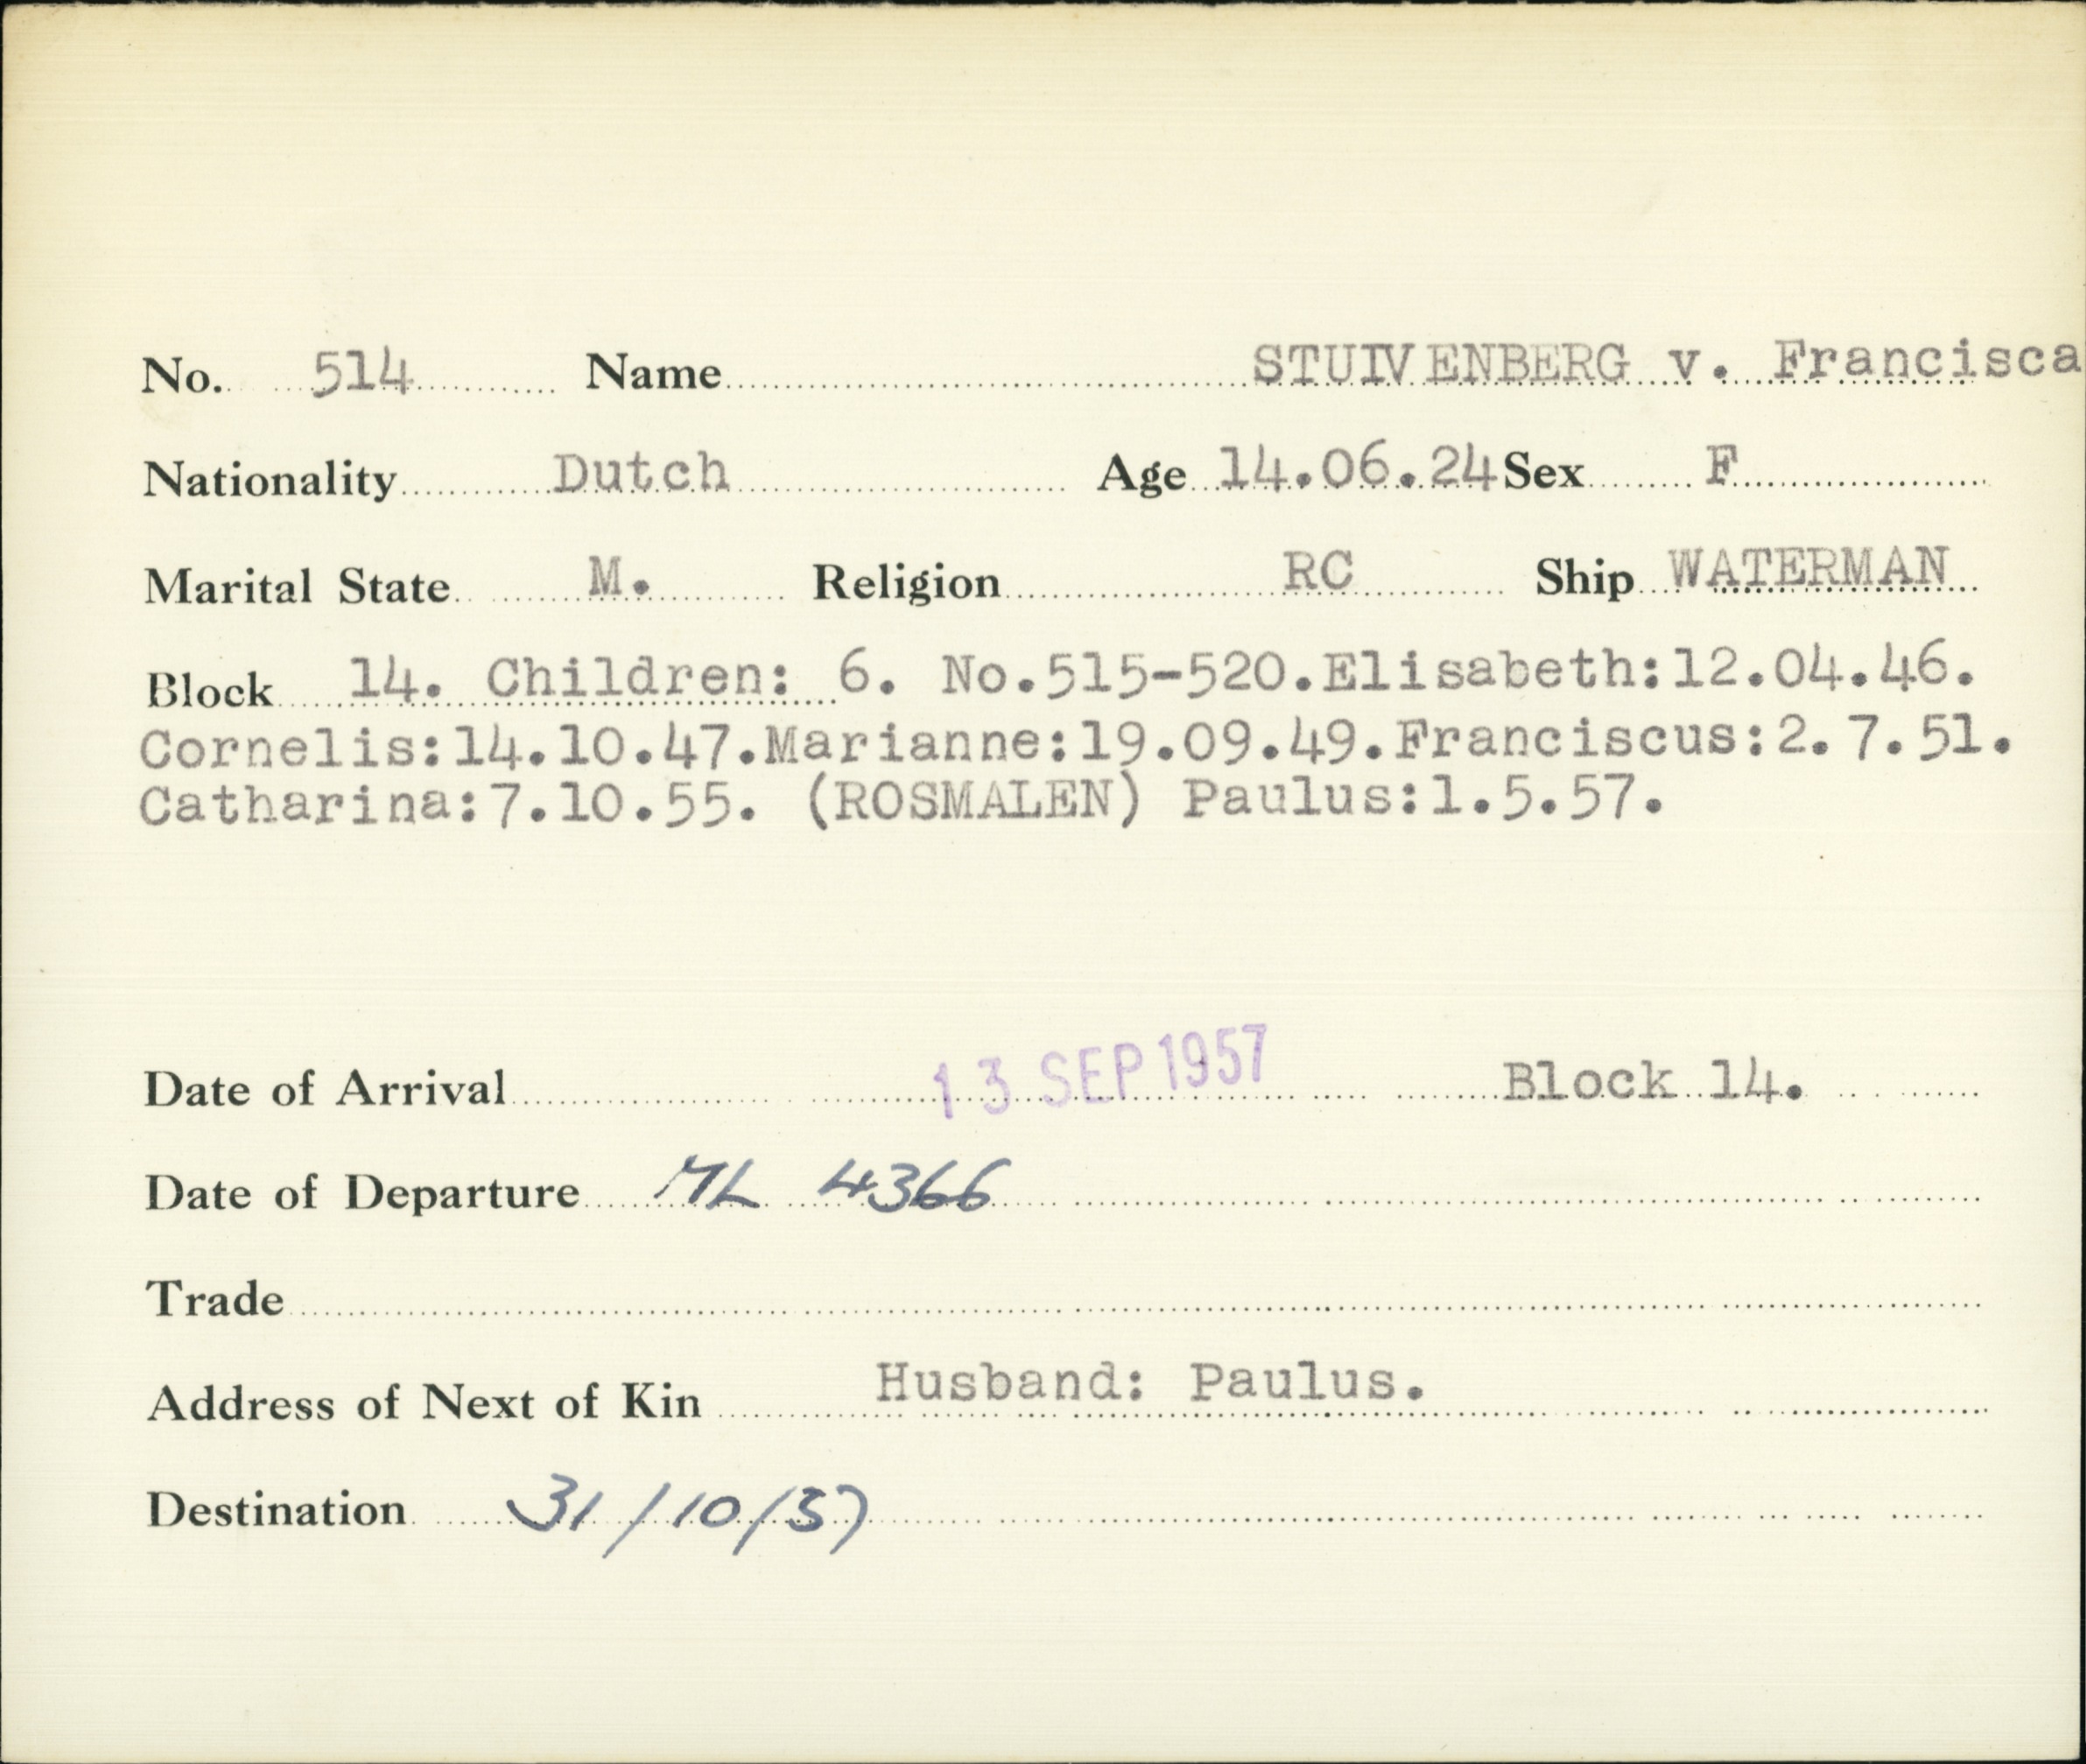 No. 514 Name STUIVENBERG v. Francisca
Nationality Dutch Age 14.06.24 Sex F
Marital State M. Religion RC Ship WATERMAN
Block 14. Children: 6. No.515-520.Elisabeth:12.04.46.
Cornelis:14.10.47.Marianne:19.09.49.Franciscus:2.7.51.
Catharina:7.10.55. (ROSMALEN) Paulus:1.5.57.
Date of Arrival 13 SEP 1957 Block 14.
Date of Departure ML 4366
Trade
Address of Next of Kin Husband: Paulus.
Destination 31/10/57